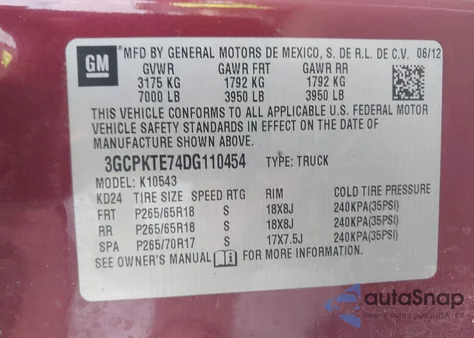 GM
MFD BY GENERAL MOTORS DE MEXICO, S. DE R.L. DE C.V. 06/12
GVWR GAWR FRT GAWR RR
3175 KG 1792 KG 1792 KG
7000 LB 3950 LB 3950 LB
THIS VEHICLE CONFORMS TO ALL APPLICABLE U.S. FEDERAL MOTOR
VEHICLE SAFETY STANDARDS IN EFFECT ON THE DATE OF
MANUFACTURE SHOWN ABOVE.
3GCPKTE74DG110454 TYPE: TRUCK
MODEL: K10543
KD24 TIRE SIZE SPEED RTG RIM COLD TIRE PRESSURE
FRT P265/65R18 S 18X8J 240KPA(35PSI)
RR P265/65R18 S 18X8J 240KPA(35PSI)
SPA P265/70R17 S 17X7.5J 240KPA(35PSI)
SEE OWNER'S MANUAL FOR MORE INFORMATION.
autoSnap